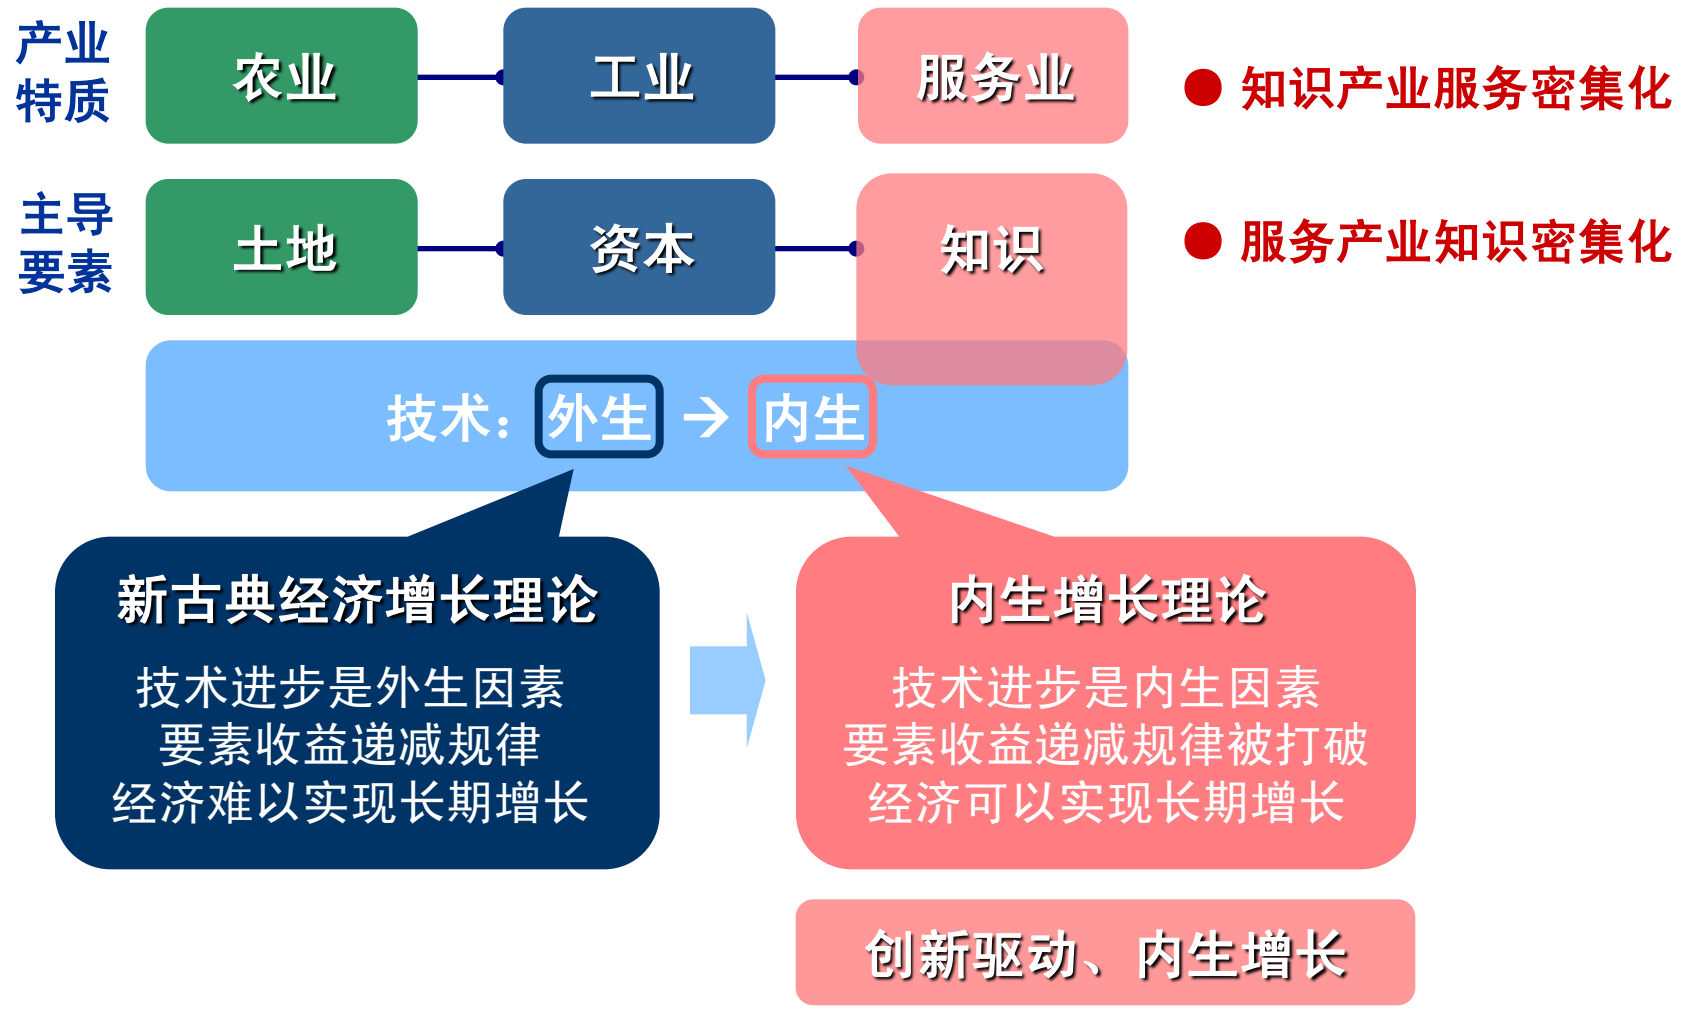 产业
特质
农业
工业
服务业
● 知识产业服务密集化
主导
要素
土地
资本
知识
● 服务产业知识密集化
技术：外生→内生
新古典经济增长理论
技术进步是外生因素
要素收益递减规律
经济难以实现长期增长
内生增长理论
技术进步是内生因素
要素收益递减规律被打破
经济可以实现长期增长
创新驱动、内生增长